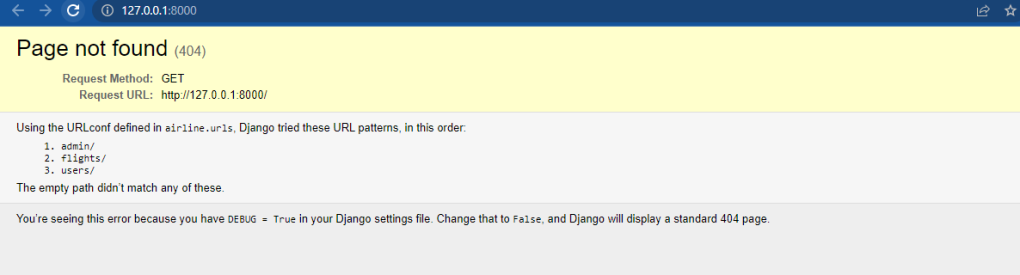 127.0.0.1:8000
Page not found (404)
Request Method: GET
Request URL: http://127.0.0.1:8000/
Using the URLconf defined in airline.urls, Django tried these URL patterns, in this order:
1. admin/
2. flights/
3. users/
The empty path didn't match any of these.
You're seeing this error because you have DEBUG = True in your Django settings file. Change that to False, and Django will display a standard 404 page.